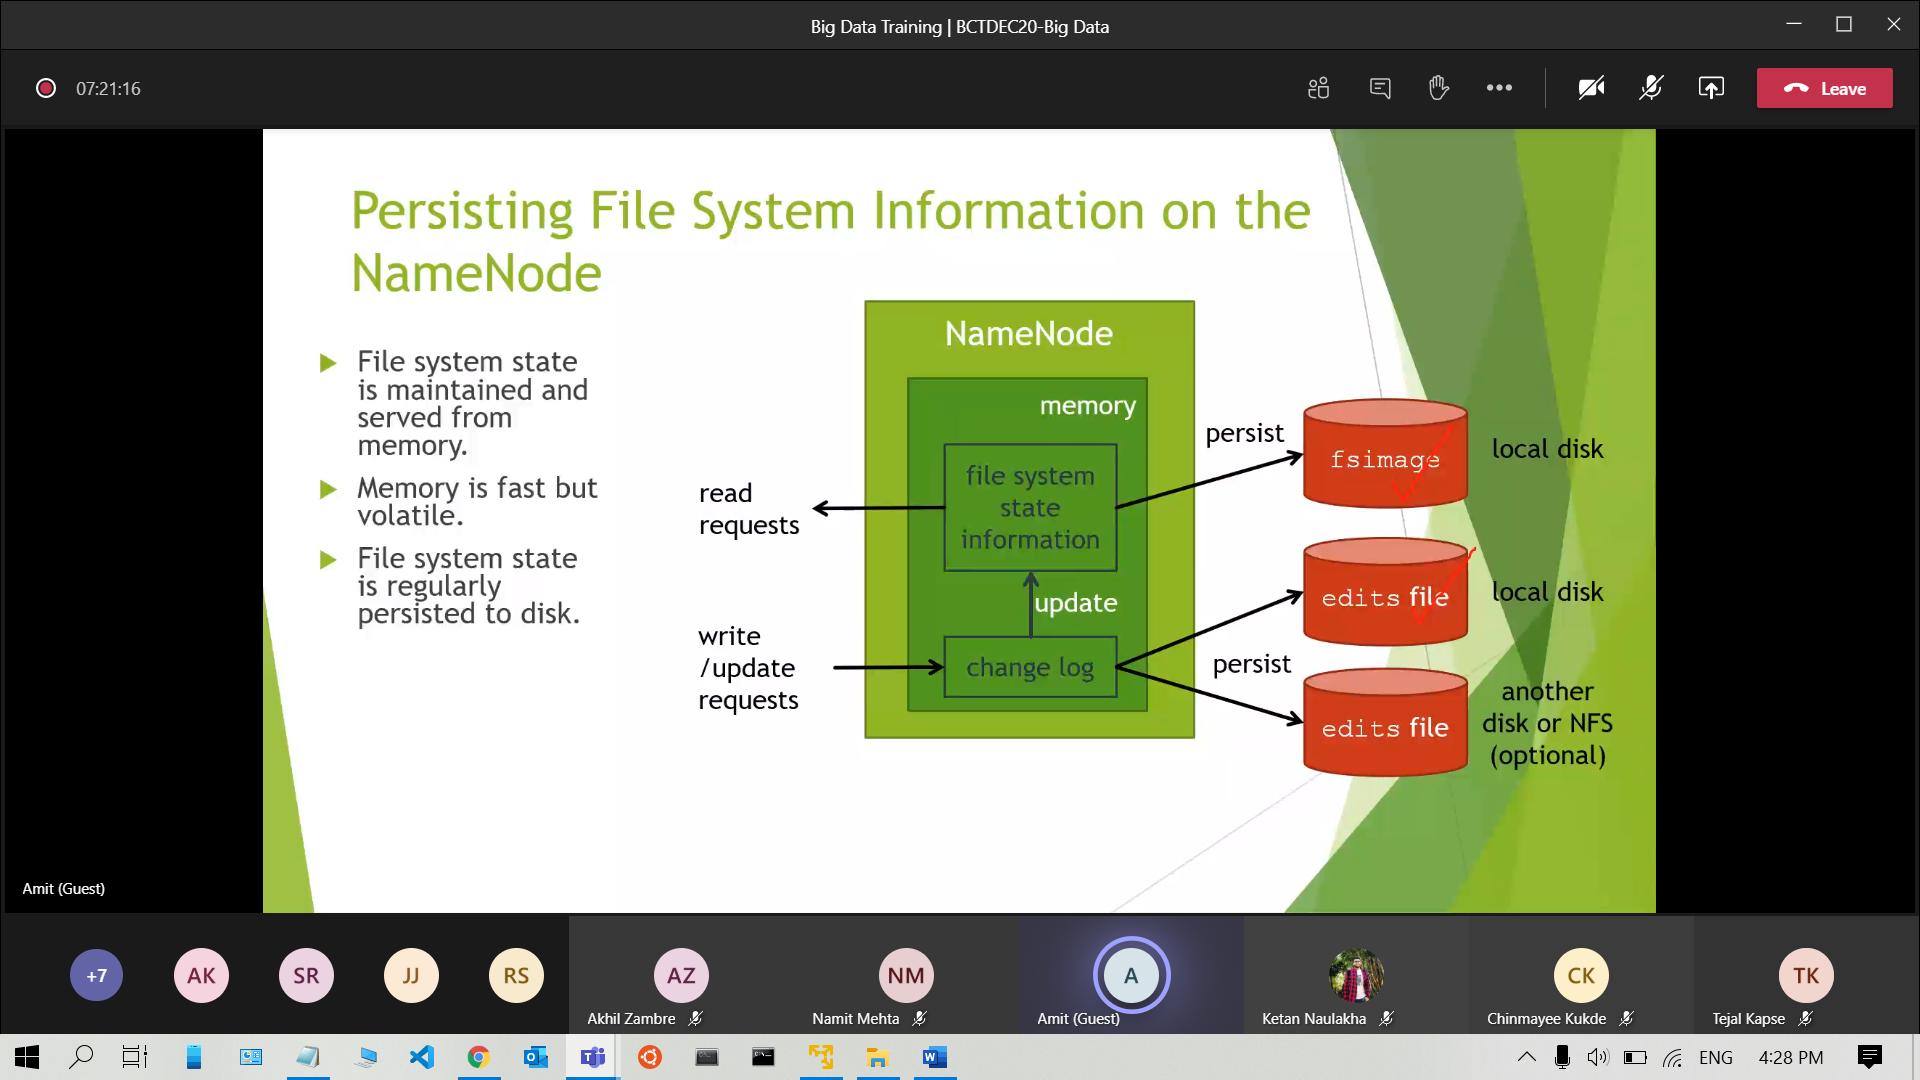 Big Data Training | BCTDEC20-Big Data
07:21:16
Leave
Persisting File System Information on the
NameNode
File system state
is maintained and
served from
memory.
Memory is fast but
volatile.
File system state
is regularly
persisted to disk.
NameNode
memory
file system
state
information
update
change log
read
requests
write
/update
requests
persist
fsimage
local disk
edits file
local disk
persist
edits file
another
disk or NFS
(optional)
Amit (Guest)
+7
AK
SR
JJ
RS
AZ
Akhil Zambre
NM
Namit Mehta
A
Amit (Guest)
Ketan Naulakha
CK
Chinmayee Kukde
TK
Tejal Kapse
ENG
4:28 PM